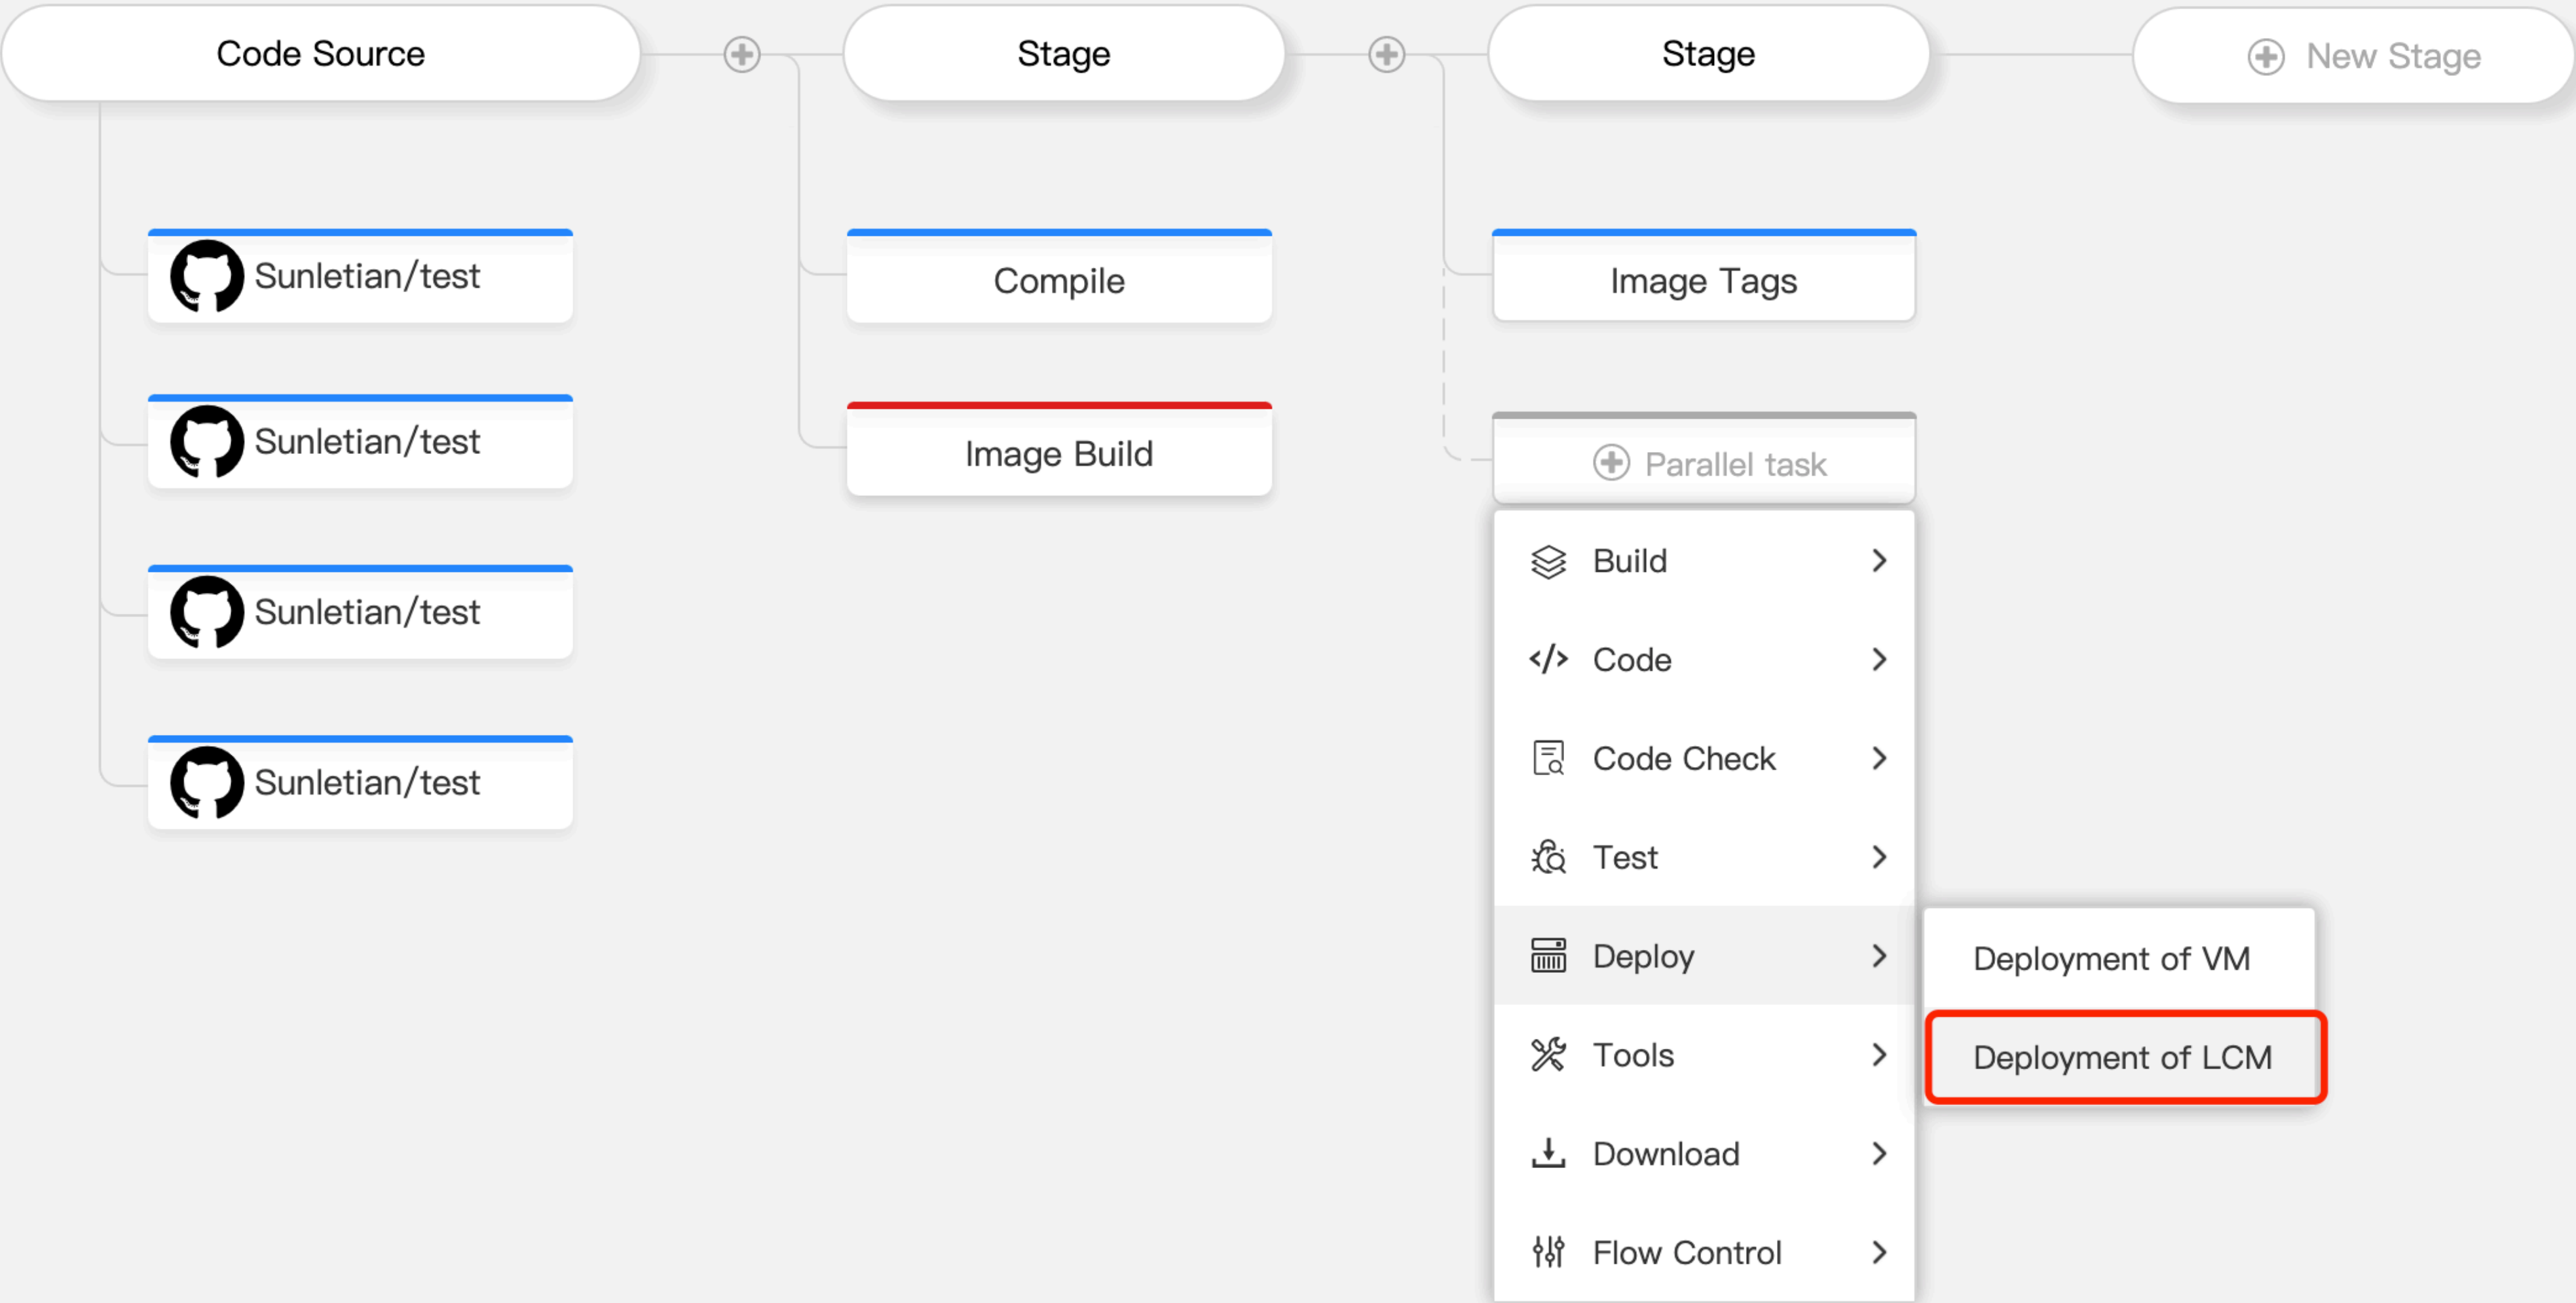 Code Source
Stage
Stage
New Stage
Sunletian/test
Compile
Image Tags
Sunletian/test
Image Build
Parallel task
Sunletian/test
Sunletian/test
Build
Code
Code Check
Test
Deploy
Deployment of VM
Deployment of LCM
Tools
Download
Flow Control